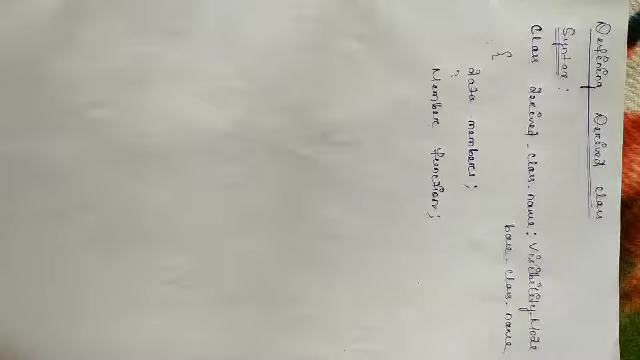 Defining Derived class
Syntax :
Class derived_class_name : Visibility_Mode
base_class_name
{
data members ;
Member function ;